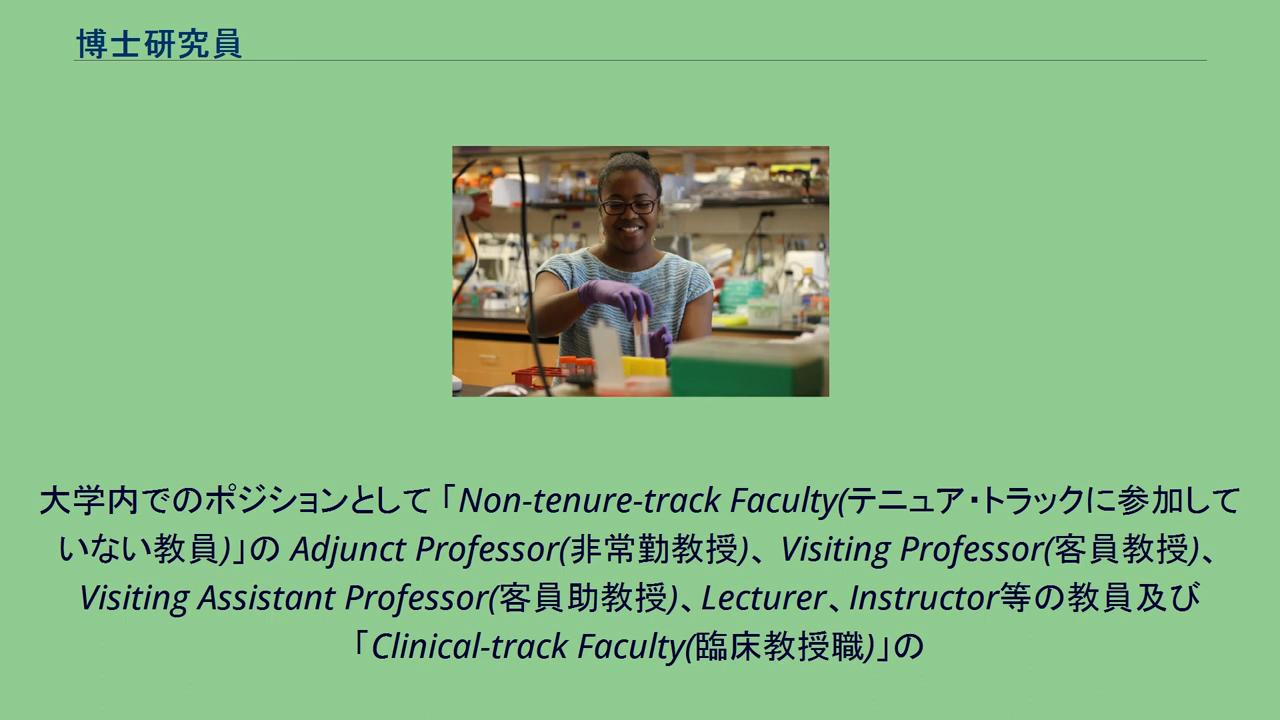 博士研究員
大学内でのポジションとして「Non-tenure-track Faculty(テニュア・トラックに参加して
いない教員)」の Adjunct Professor(非常勤教授)、Visiting Professor(客員教授)、
Visiting Assistant Professor(客員助教授)、Lecturer、Instructor等の教員及び
「Clinical-track Faculty(臨床教授職)」の